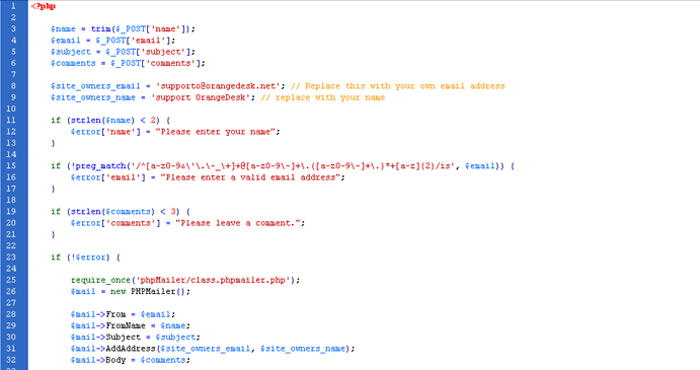 1 <?php
2
3 $name = trim($_POST['name']);
4 $email = $_POST['email'];
5 $subject = $_POST['subject'];
6 $comments = $_POST['comments'];
7
8 $site_owners_email = 'supporto@orangedesk.net'; // Replace this with your own email address
9 $site_owners_name = 'support OrangeDesk'; // replace with your name
10
11 if (strlen($name) < 2) {
12 $error['name'] = "Please enter your name";
13 }
14
15 if (!preg_match('/^[a-z0-9&\'\.\-_\+]+@[a-z0-9\-]+\.([a-z0-9\-]+\.)*+[a-z]{2}/is', $email)) {
16 $error['email'] = "Please enter a valid email address";
17 }
18
19 if (strlen($comments) < 3) {
20 $error['comments'] = "Please leave a comment.";
21 }
22
23 if (!$error) {
24
25 require_once('phpMailer/class.phpmailer.php');
26 $mail = new PHPMailer();
27
28 $mail->From = $email;
29 $mail->FromName = $name;
30 $mail->Subject = $subject;
31 $mail->AddAddress($site_owners_email, $site_owners_name);
32 $mail->Body = $comments;